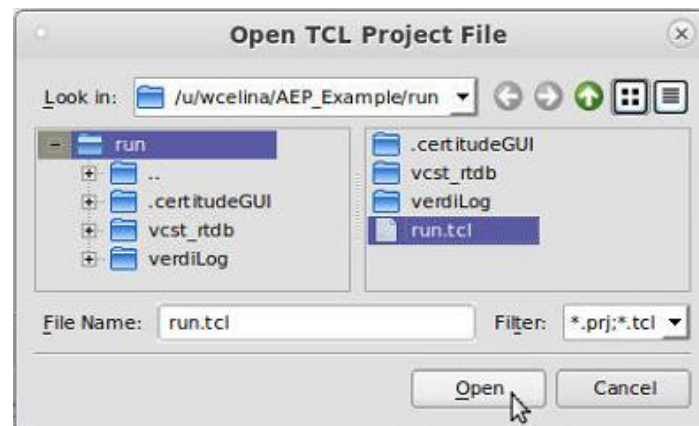 Open TCL Project File
Look in: /u/wcelina/AEP_Example/run
run
..
.certitudeGUI
vcst_rtdb
verdiLog
.certitudeGUI
vcst_rtdb
verdiLog
run.tcl
File Name: run.tcl Filter: *.prj;*.tcl
Open Cancel